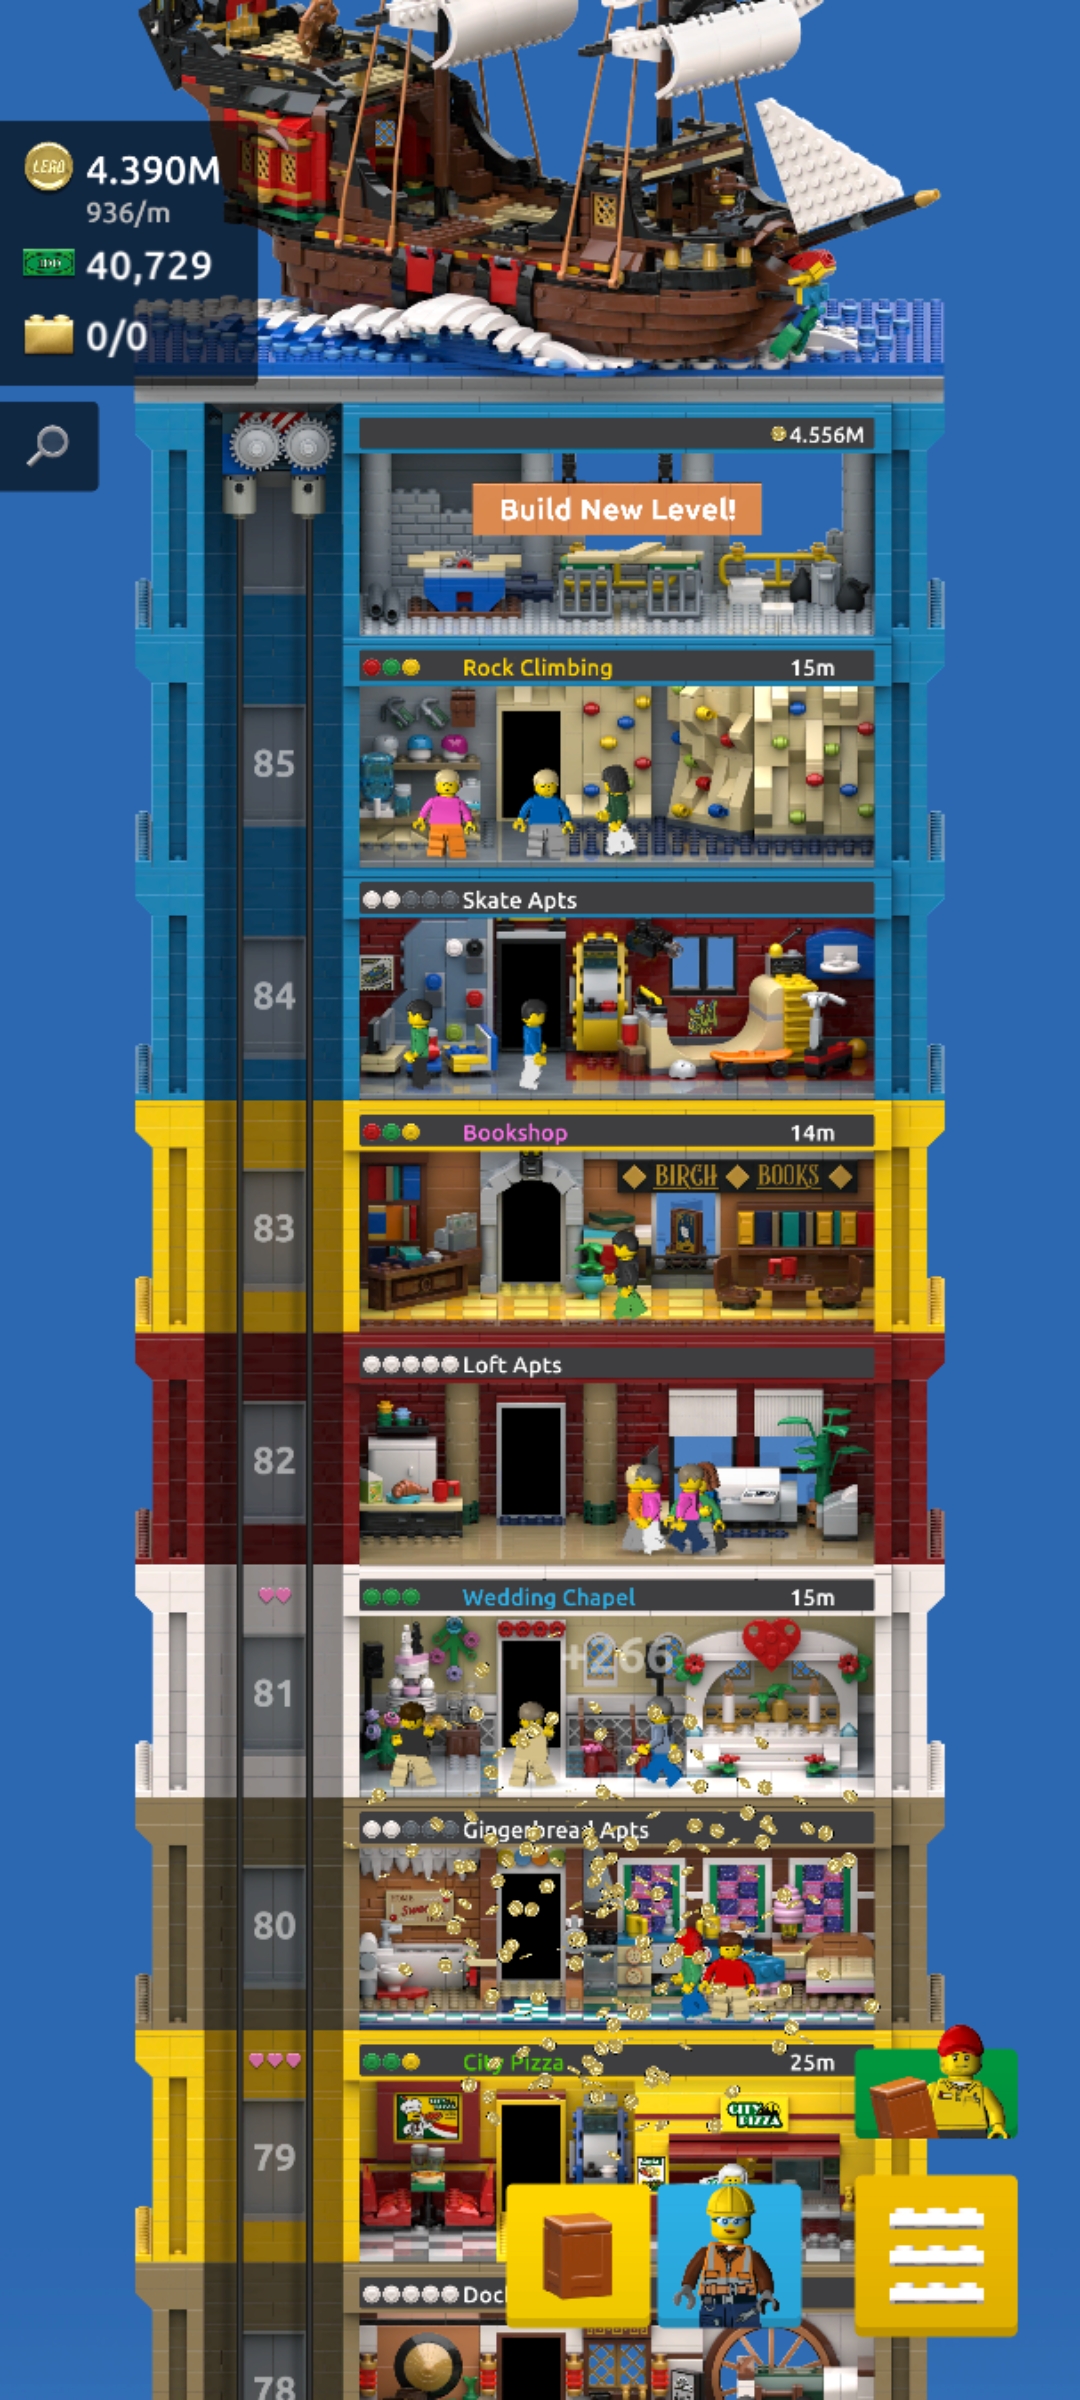 LEGO
4.390M
936/m
40,729
0/0
4.556M
Build New Level!
Rock Climbing
15m
85
Skate Apts
84
Bookshop
14m
BIRCH BOOKS
83
Loft Apts
82
Wedding Chapel
15m
+266
81
Gingerbread Apts
80
City Pizza
25m
CITY
PIZZA
79
78